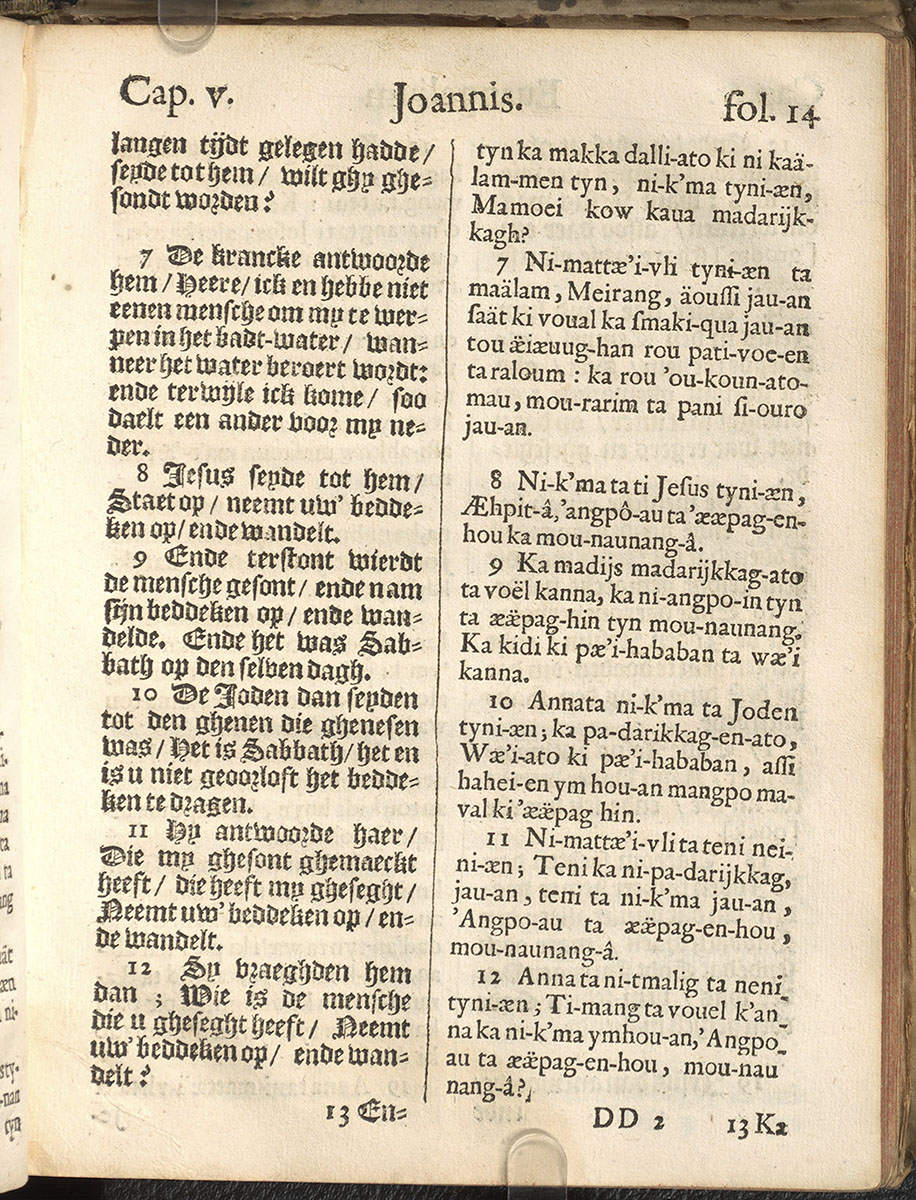 Cap. v.
Joannis.
fol. 14
langen tijdt gelegen hadde/
seyde tot hem/ wilt ghy ghe=
sondt worden?
7 De krancke antwoorde
hem/ Heere/ ick en hebbe niet
eenen mensche om my te wer=
pen in het badt-water/ wan=
neer het water beroert wordt:
ende terwijle ick kome/ soo
daelt een ander voor my ne=
der.
8 Jesus seyde tot hem/
Staet op/ neemt uw' bedde=
ken op/ ende wandelt.
9 Ende terstont wierdt
de mensche gesont/ ende nam
sijn beddeken op/ ende wan=
delde. Ende het was Sab=
bath op den selven dagh.
10 De Joden dan seyden
tot den ghenen die ghenesen
was/ Het is Sabbath/ het en
is u niet geoorloft het bedde=
ken te dragen.
11 Hy antwoorde haer/
Die my ghesont ghemaeckt
heeft/ die heeft my gheseght/
Neemt uw' beddeken op/ en=
de wandelt.
12 Sy vraeghden hem
dan ; Wie is de mensche
die u gheseght heeft/ Neemt
uw' beddeken op/ ende wan=
delt?
13 En=
tyn ka makka dalli-ato ki ni kaä-
lam-men tyn, ni-k'ma tyni-æn,
Mamoei kow kaua madarijk-
kagh?
7 Ni-mattæ'i-vli tyni-æn ta
maälam, Meirang, äouſſi jau-an
ſaät ki voual ka ſmaki-qua jau-an
tou æ̈iæuug-han rou pati-voe-en
ta raloum : ka rou 'ou-koun-ato-
mau, mou-rarim ta pani ſi-ouro
jau-an.
8 Ni-k'ma ta ti Jeſus tyni-æn,
Æhpit-â, 'angpô-au ta 'ææpag-en-
hou ka mou-naunang-â.
9 Ka madijs madarijkkag-ato
ta voël kanna, ka ni-angpo-in tyn
ta ææ̈pag-hin tyn mou-naunang.
Ka kidi ki pæ'i-hababan ta wæ'i
kanna.
10 Annata ni-k'ma ta Joden
tyni-æn; ka pa-darikkag-en-ato,
Wæ'i-ato ki pæ'i-hababan, aſſi
hahei-en ym hou-an mangpo ma-
val ki 'ææ̈pag hin.
11 Ni-mattæ'i-vli ta teni nei-
ni-æn; Teni ka ni-pa-darijkkag,
jau-an, teni ta ni-k'ma jau-an,
'Angpo-au ta ææ̈pag-en-hou,
mou-naunang-â.
12 Anna ta ni-tmalig ta neni
tyni-æn; Ti-mang ta vouel k'an
na ka ni-k'ma ymhou-an, 'Angpo
au ta ææ̈pag-en-hou, mou-nau
nang-â?
DD 2
13 Ka